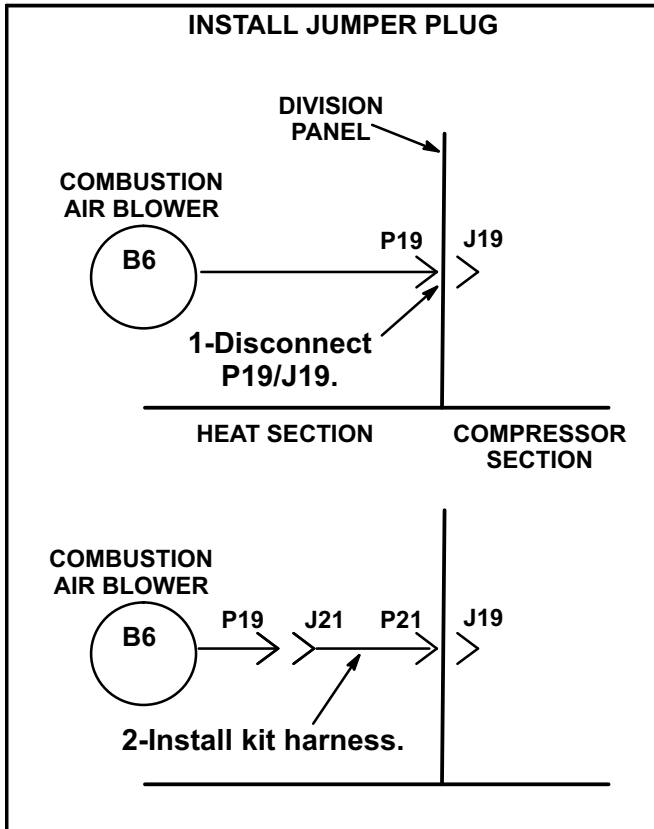 INSTALL JUMPER PLUG
DIVISION
PANEL
COMBUSTION
AIR BLOWER
B6
P19
J19
1-Disconnect
P19/J19.
HEAT SECTION
COMPRESSOR
SECTION
COMBUSTION
AIR BLOWER
B6
P19
J21
P21
J19
2-Install kit harness.